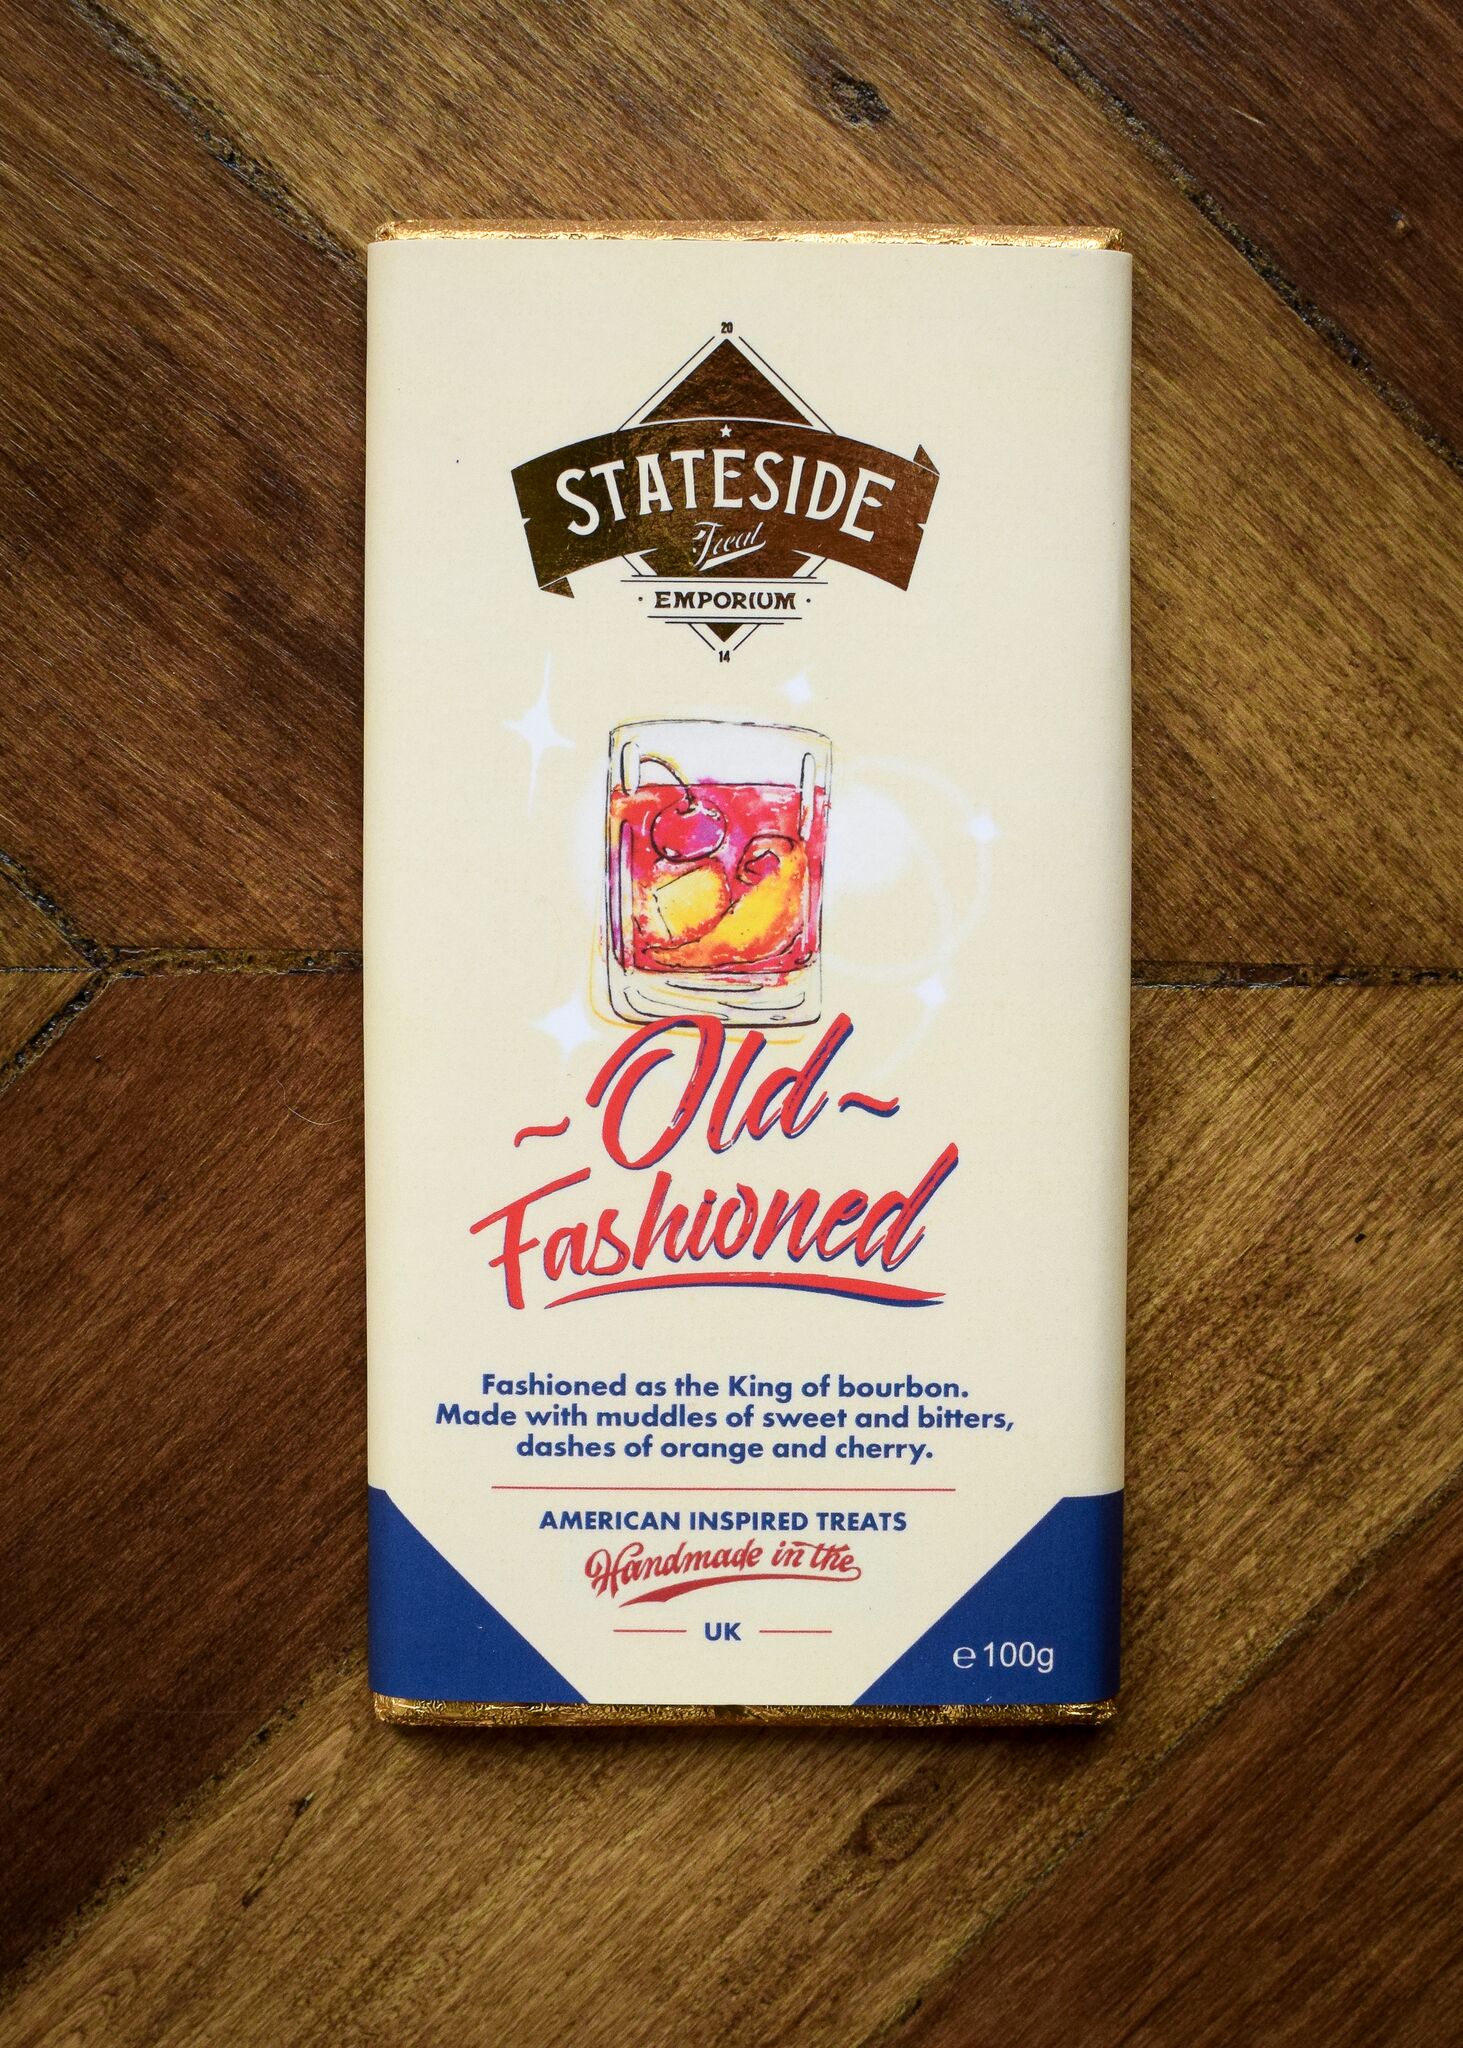 20
STATESIDE
Treat
· EMPORIUM ·
14
~Old~
Fashioned
Fashioned as the King of bourbon.
Made with muddles of sweet and bitters,
dashes of orange and cherry.
AMERICAN INSPIRED TREATS
Handmade in the
UK
℮100g